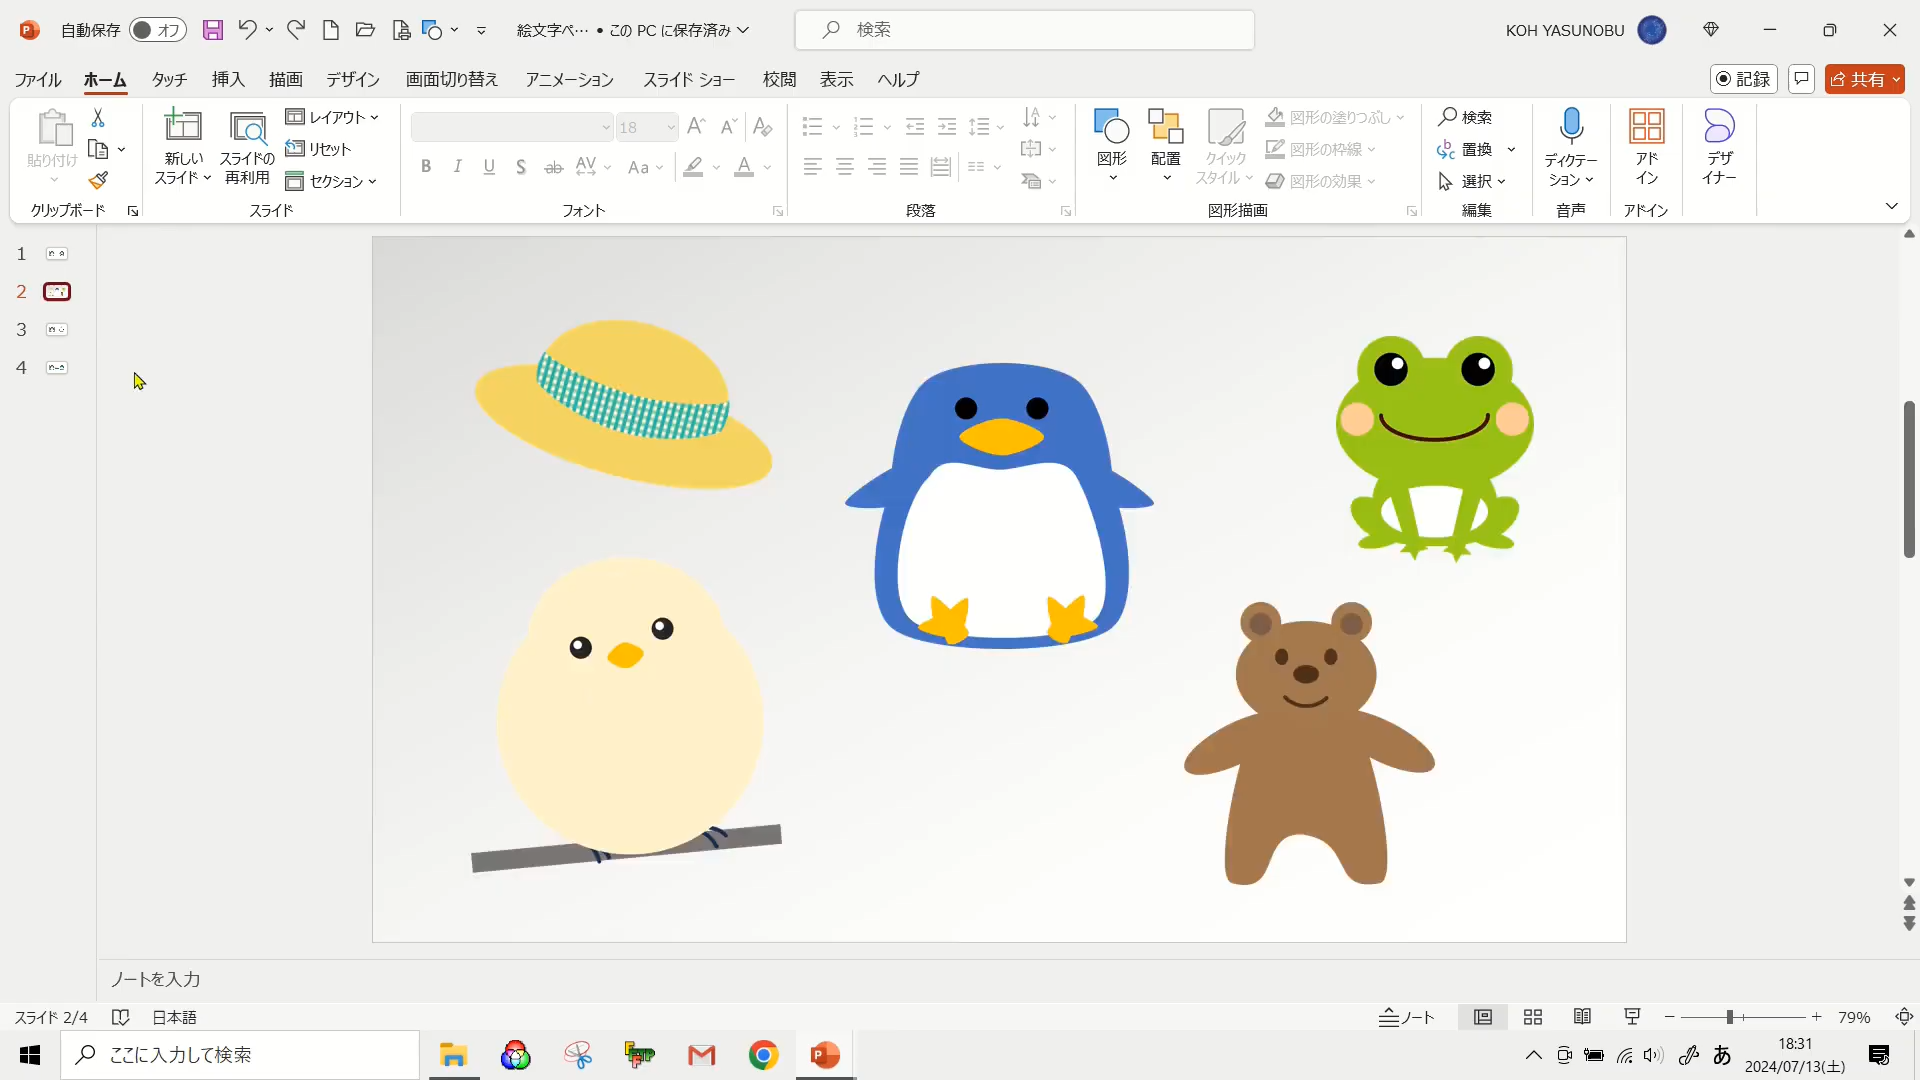 自動保存 オフ 絵文字ペ… • この PC に保存済み 検索 KOH YASUNOBU
ファイル ホーム タッチ 挿入 描画 デザイン 画面切り替え アニメーション スライド ショー 校閲 表示 ヘルプ 記録 共有
貼り付け
クリップボード
新しい
スライド
スライドの
再利用
レイアウト
リセット
セクション
スライド
18
B I U S ab AV Aa A
フォント
段落
図形
配置
クイック
スタイル
図形の塗りつぶし
図形の枠線
図形の効果
図形描画
検索
置換
選択
編集
ディクテー
ション
音声
アド
イン
アドイン
デザ
イナー
1
2
3
4
ノートを入力
スライド 2/4 日本語 ノート 79%
ここに入力して検索 あ 18:31
2024/07/13(土)